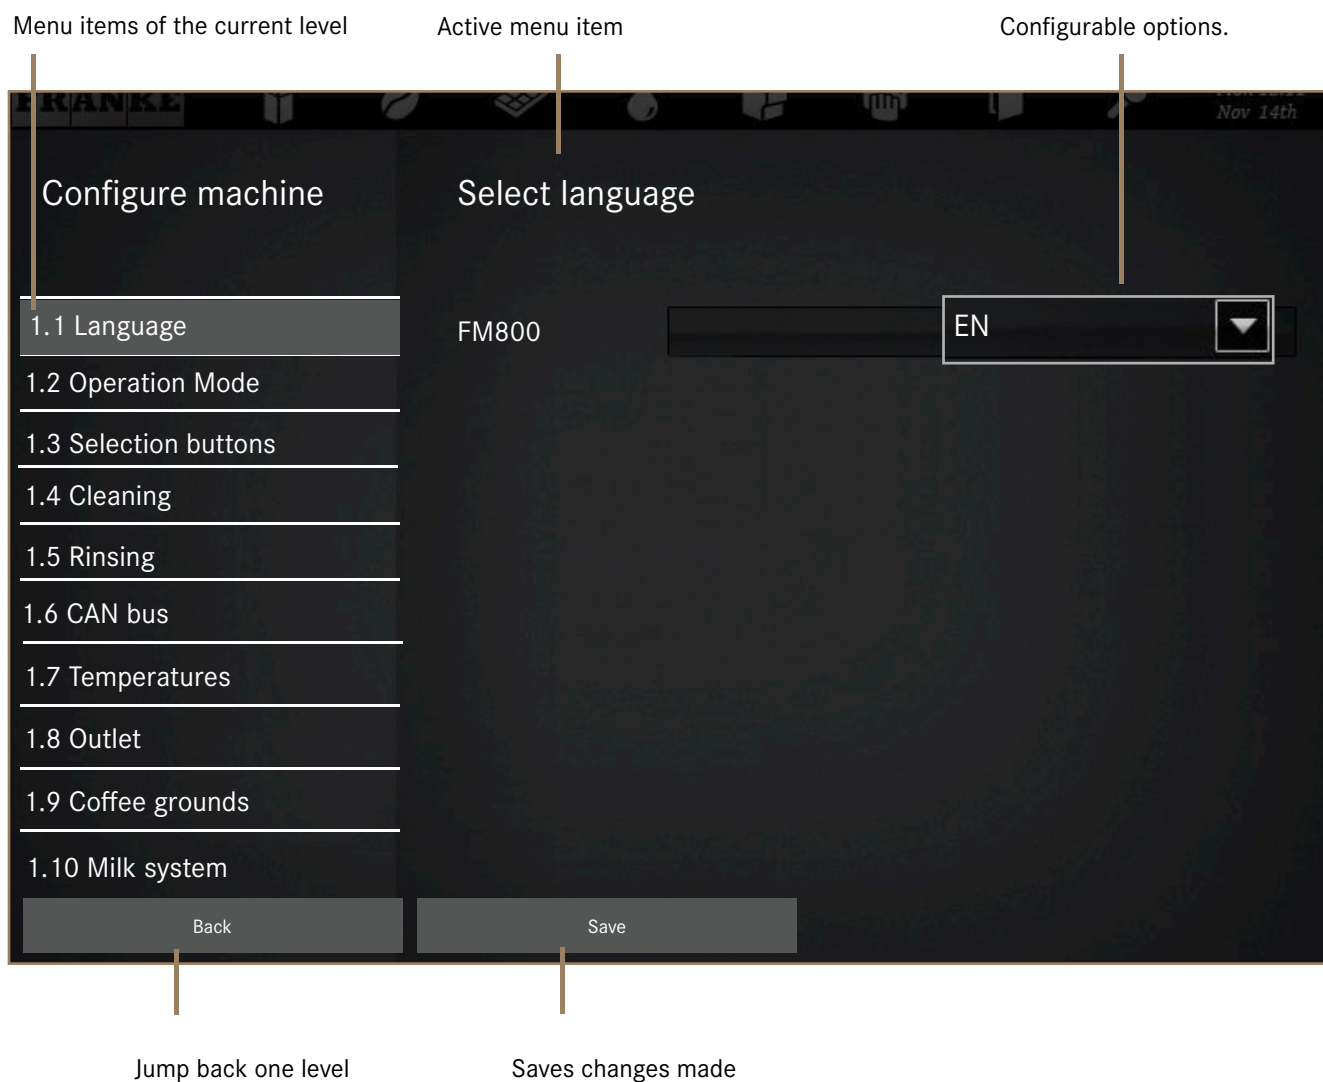 Menu items of the current level
Active menu item
Configurable options.
FRANKE
Nov 14th
Configure machine
Select language
1.1 Language
FM800
EN
1.2 Operation Mode
1.3 Selection buttons
1.4 Cleaning
1.5 Rinsing
1.6 CAN bus
1.7 Temperatures
1.8 Outlet
1.9 Coffee grounds
1.10 Milk system
Back
Save
Jump back one level
Saves changes made